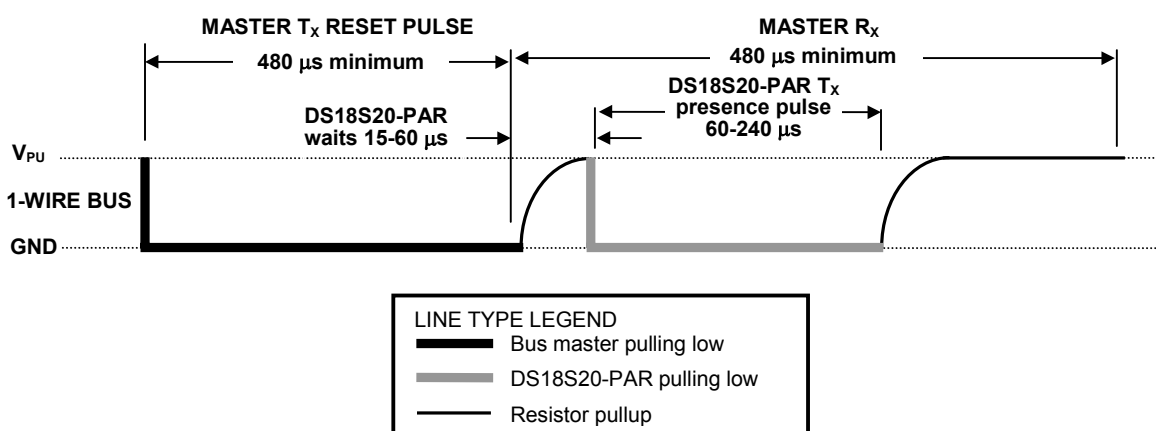 MASTER TX RESET PULSE
480 μs minimum
MASTER RX
480 μs minimum
DS18S20-PAR TX
presence pulse
60-240 μs
DS18S20-PAR
waits 15-60 μs
VPU
1-WIRE BUS
GND
LINE TYPE LEGEND
Bus master pulling low
DS18S20-PAR pulling low
Resistor pullup